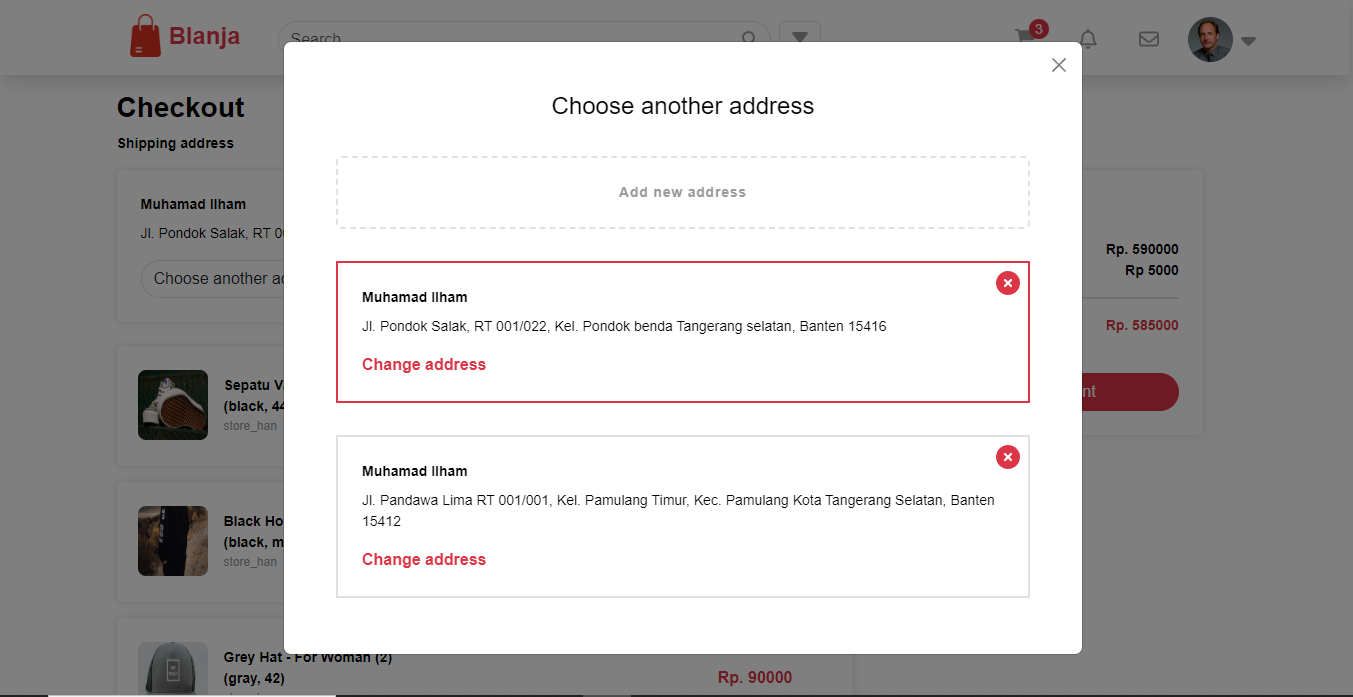 Blanja
Search
3
Checkout
Shipping address
Muhamad Ilham
Jl. Pondok Salak, RT
Choose another
Sepatu
(black, 44
store_han
Black
(black,
store_han
Grey Hat - For Woman (2)
(gray, 42)
Rp. 90000
Rp. 590000
Rp 5000
Rp. 585000
Choose another address
Add new address
Muhamad Ilham
Jl. Pondok Salak, RT 001/022, Kel. Pondok benda Tangerang selatan, Banten 15416
Change address
Muhamad Ilham
Jl. Pandawa Lima RT 001/001, Kel. Pamulang Timur, Kec. Pamulang Kota Tangerang Selatan, Banten
15412
Change address